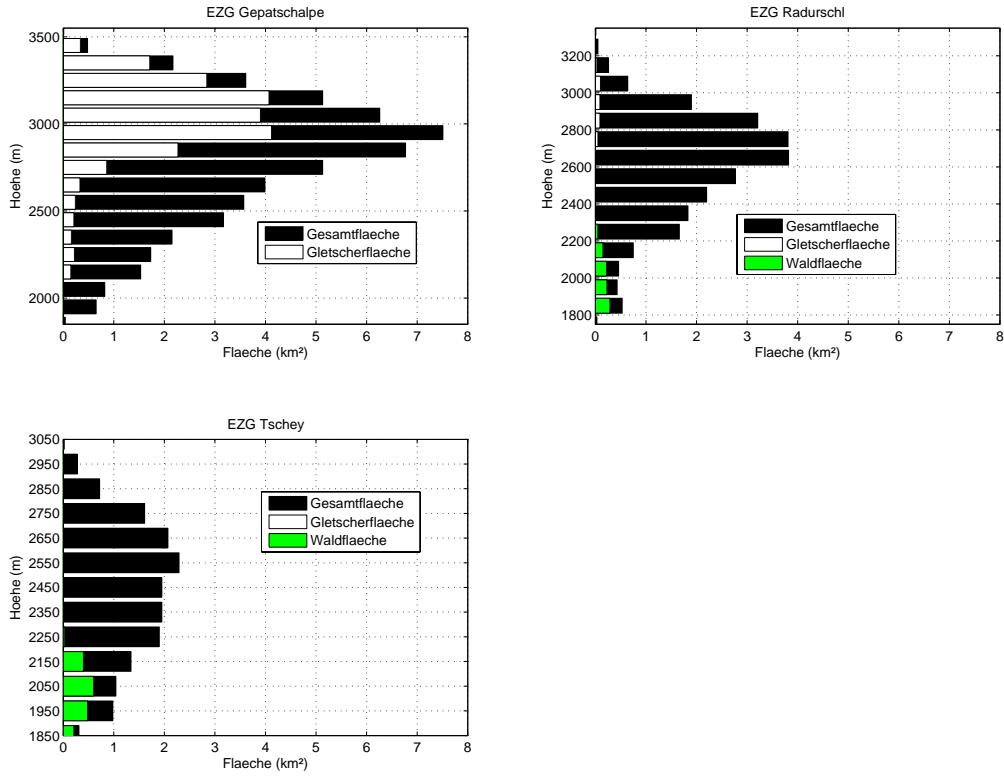 EZG Gepatschalpe
3500
3000
2500
2000
0 1 2 3 4 5 6 7 8
Hoehe (m)
Flaeche (km²)
Gesamtflaeche
Gletscherflaeche
EZG Radurschl
3200
3000
2800
2600
2400
2200
2000
1800
0 1 2 3 4 5 6 7 8
Hoehe (m)
Flaeche (km²)
Gesamtflaeche
Gletscherflaeche
Waldflaeche
EZG Tschey
3050
2950
2850
2750
2650
2550
2450
2350
2250
2150
2050
1950
1850
0 1 2 3 4 5 6 7 8
Hoehe (m)
Flaeche (km²)
Gesamtflaeche
Gletscherflaeche
Waldflaeche